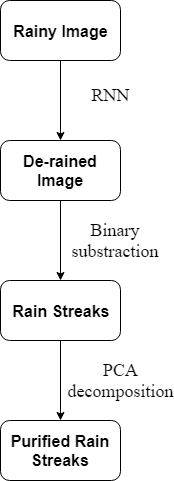 Rainy Image
RNN
De-rained
Image
Binary
substraction
Rain Streaks
PCA
decomposition
Purified Rain
Streaks